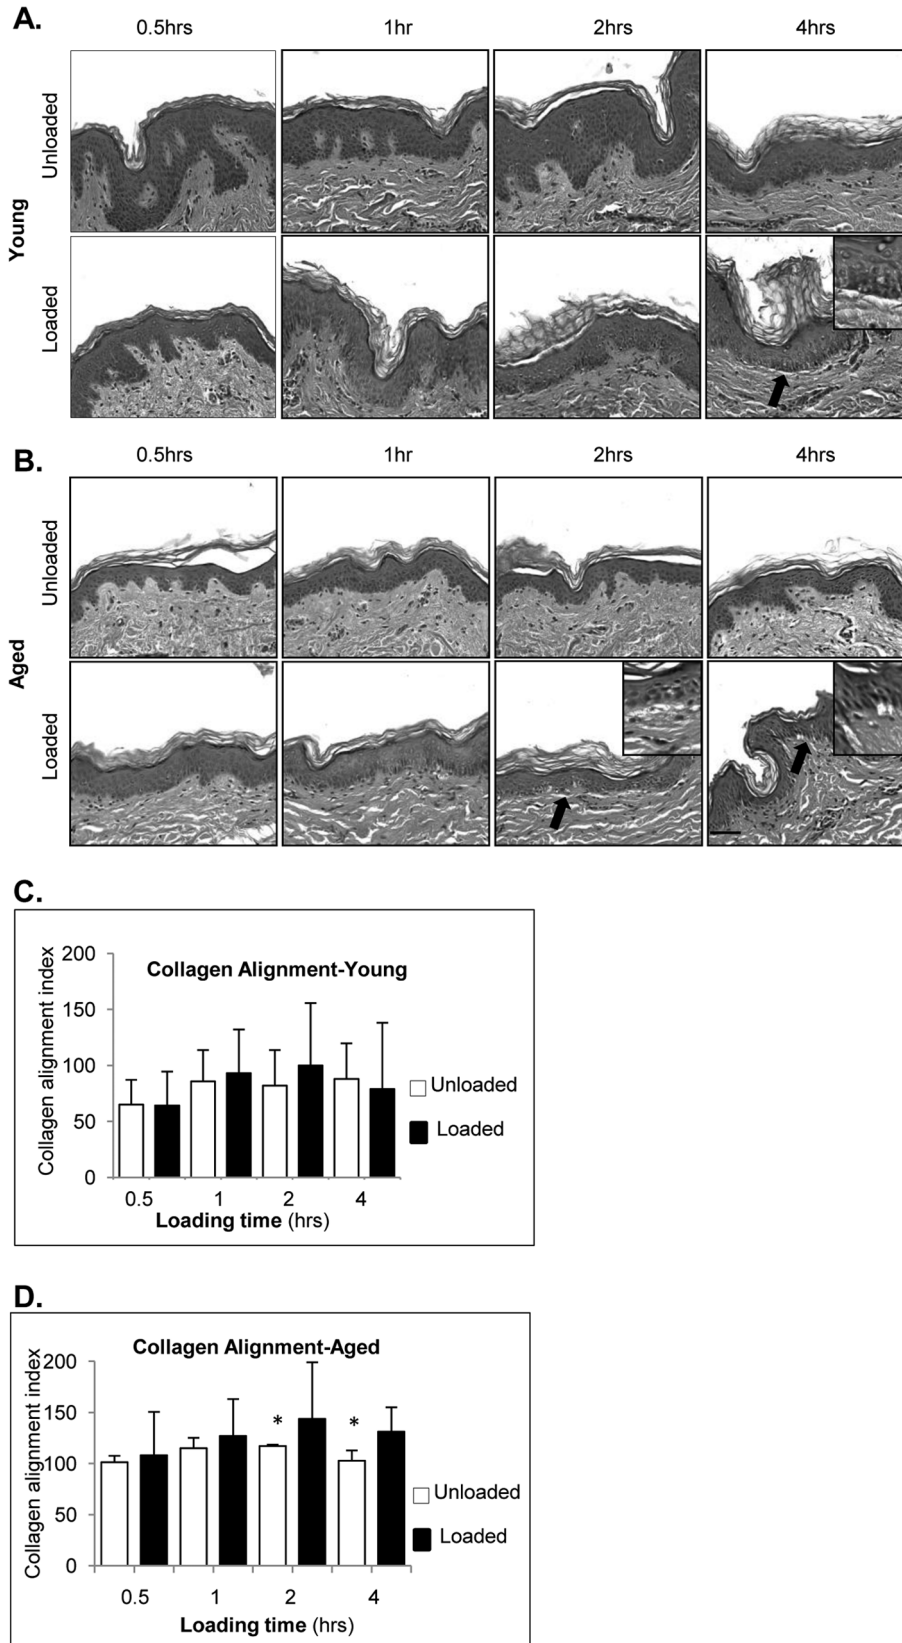 A.
0.5hrs 1hr 2hrs 4hrs
Young
Unloaded
Loaded
B.
0.5hrs 1hr 2hrs 4hrs
Aged
Unloaded
Loaded
C.
Collagen Alignment-Young
Collagen alignment index
200
150
100
50
0
0.5 1 2 4
Loading time (hrs)
Unloaded
Loaded
D.
Collagen Alignment-Aged
Collagen alignment index
200
150
100
50
0
* *
0.5 1 2 4
Loading time (hrs)
Unloaded
Loaded